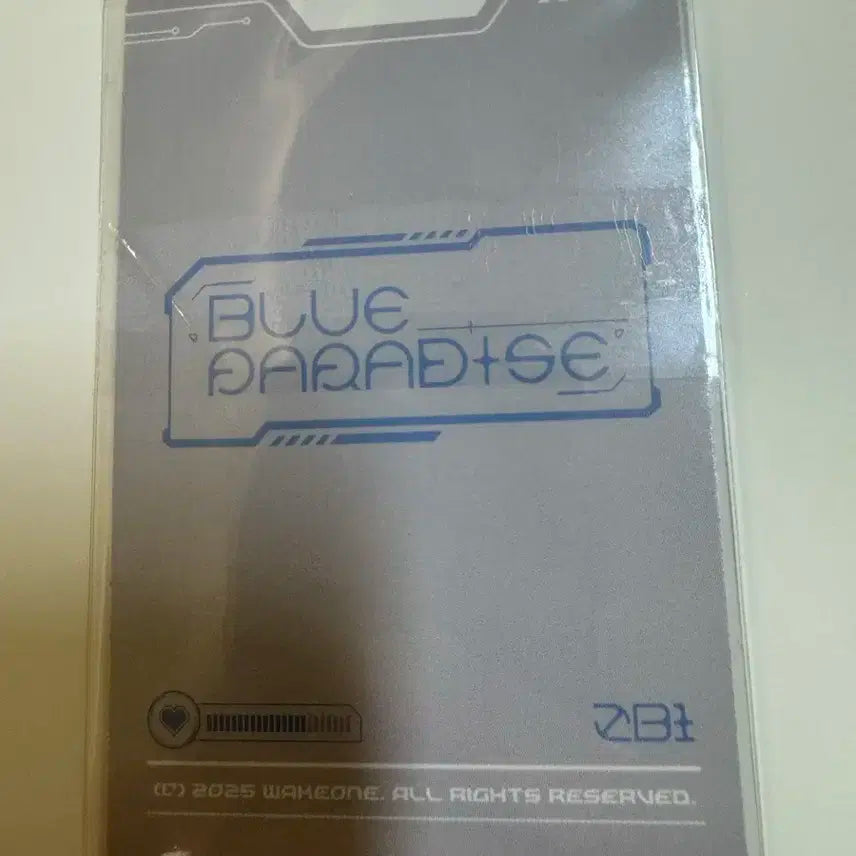 BLUE
PARADISE
ZB1
(C) 2025 WAKEONE. ALL RIGHTS RESERVED.